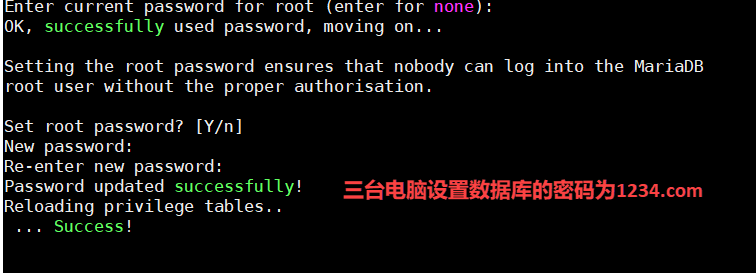 Enter current password for root (enter for none):
OK, successfully used password, moving on...
Setting the root password ensures that nobody can log into the MariaDB
root user without the proper authorisation.
Set root password? [Y/n]
New password:
Re-enter new password:
Password updated successfully!
三台电脑设置数据库的密码为1234.com
Reloading privilege tables..
... Success!